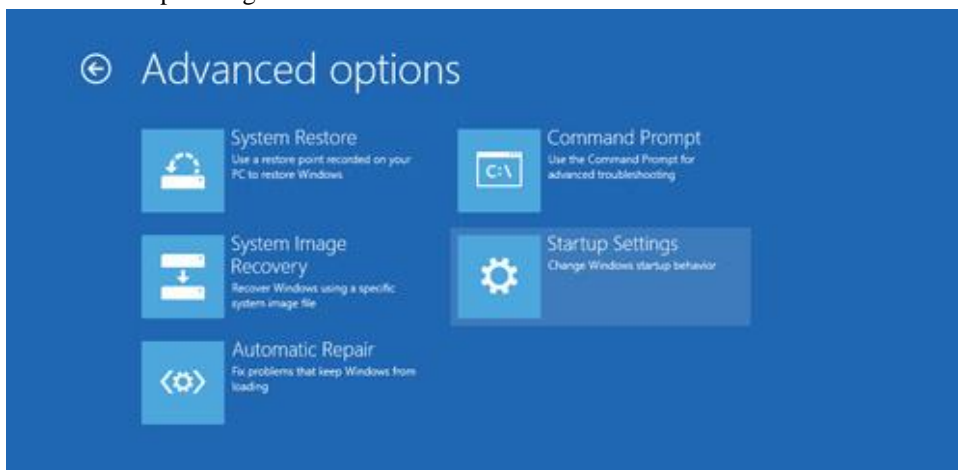 Advanced options
System Restore
Use a restore point recorded on your
PC to restore Windows
Command Prompt
Use the Command Prompt for
advanced troubleshooting
C:\
System Image
Recovery
Recover Windows using a specific
system image file
Startup Settings
Change Windows startup behavior
Automatic Repair
Fix problems that keep Windows from
loading